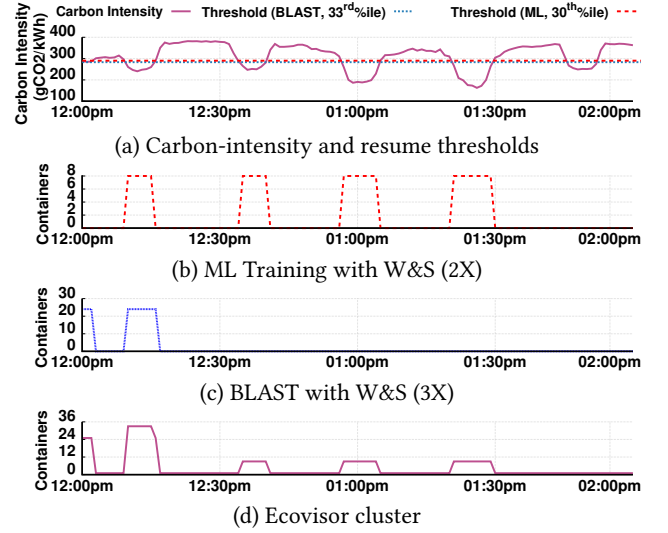 Carbon Intensity Threshold (BLAST, 33rd%ile) Threshold (ML, 30th%ile)
Carbon Intensity
(gCO2/kWh)
400
300
200
100
12:00pm 12:30pm 01:00pm 01:30pm 02:00pm
(a) Carbon-intensity and resume thresholds
Containers
8
6
4
2
0
12:00pm 12:30pm 01:00pm 01:30pm 02:00pm
(b) ML Training with W&S (2X)
Containers
30
20
10
0
12:00pm 12:30pm 01:00pm 01:30pm 02:00pm
(c) BLAST with W&S (3X)
Containers
36
24
12
0
12:00pm 12:30pm 01:00pm 01:30pm 02:00pm
(d) Ecovisor cluster